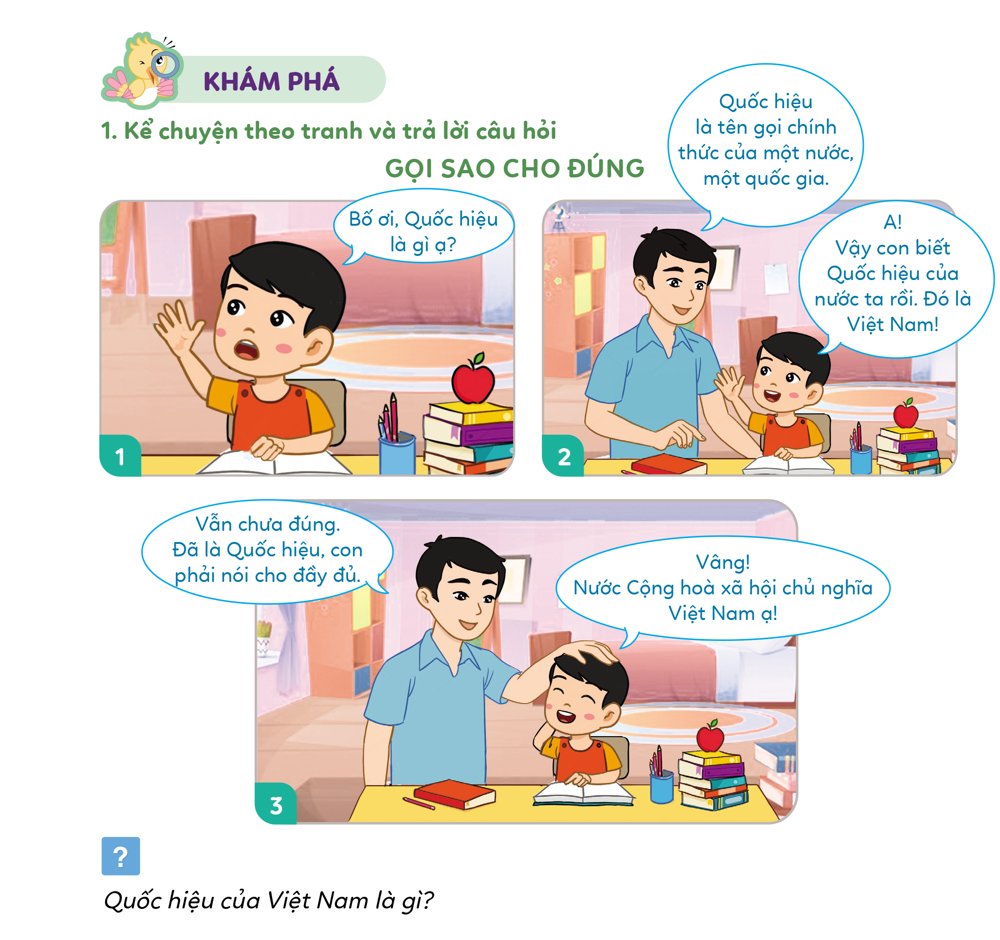 KHÁM PHÁ
1. Kể chuyện theo tranh và trả lời câu hỏi
GỌI SAO CHO ĐÚNG
Bố ơi, Quốc hiệu
là gì ạ?
1
Quốc hiệu
là tên gọi chính
thức của một nước,
một quốc gia.
A!
Vậy con biết
Quốc hiệu của
nước ta rồi. Đó là
Việt Nam!
2
Vẫn chưa đúng.
Đã là Quốc hiệu, con
phải nói cho đầy đủ.
Vâng!
Nước Cộng hoà xã hội chủ nghĩa
Việt Nam ạ!
3
?
Quốc hiệu của Việt Nam là gì?